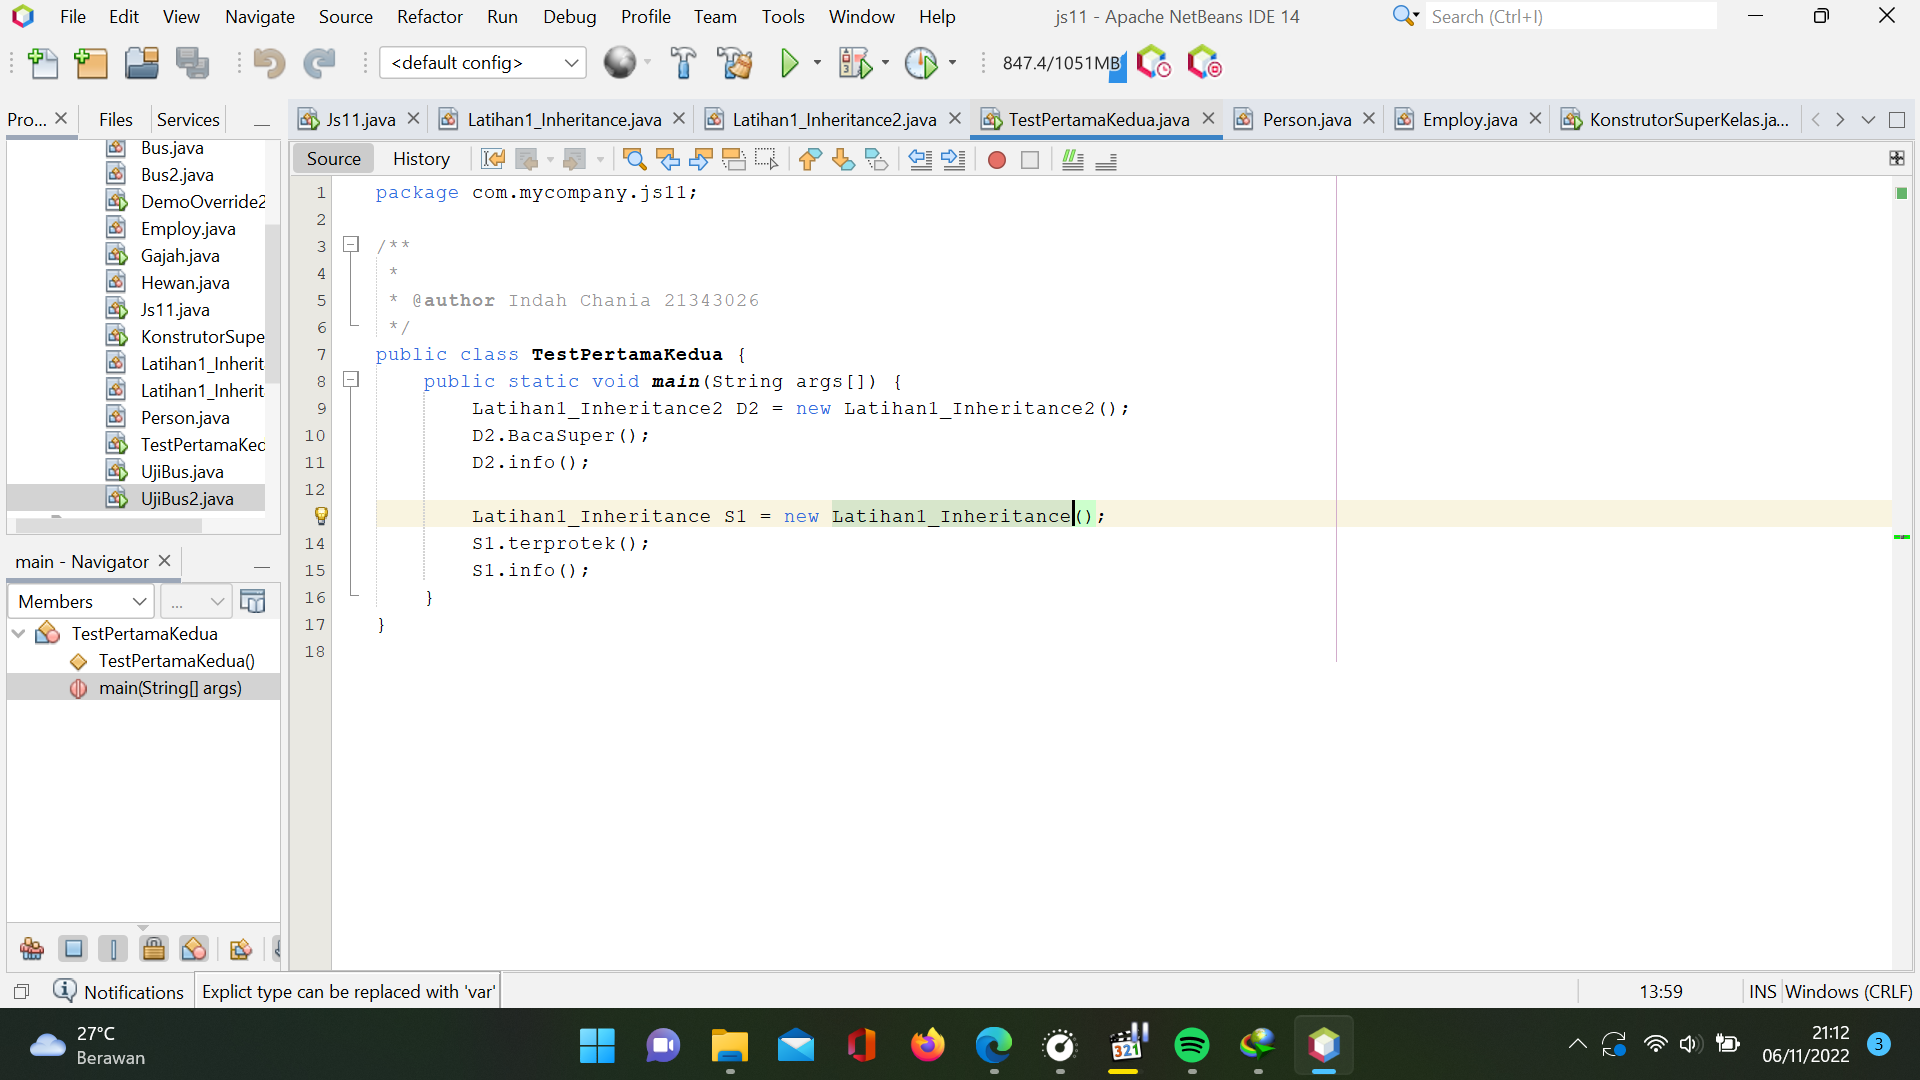 File Edit View Navigate Source Refactor Run Debug Profile Team Tools Window Help js11 - Apache NetBeans IDE 14 Search (Ctrl+I)
<default config> 847.4/1051MB
Pro... Files Services
Js11.java Latihan1_Inheritance.java Latihan1_Inheritance2.java TestPertamaKedua.java Person.java Employ.java KonstrutorSuperKelas.ja...
Source History
Bus.java
Bus2.java
DemoOverride2
Employ.java
Gajah.java
Hewan.java
Js11.java
KonstrutorSupe
Latihan1_Inherit
Latihan1_Inherit
Person.java
TestPertamaKed
UjiBus.java
UjiBus2.java
main - Navigator
Members ...
TestPertamaKedua
TestPertamaKedua()
main(String[] args)
1 package com.mycompany.js11;
2
3 /**
4 *
5 * @author Indah Chania 21343026
6 */
7 public class TestPertamaKedua {
8 public static void main(String args[]) {
9 Latihan1_Inheritance2 D2 = new Latihan1_Inheritance2();
10 D2.BacaSuper();
11 D2.info();
12
Latihan1_Inheritance S1 = new Latihan1_Inheritance();
14 S1.terprotek();
15 S1.info();
16 }
17 }
18
Notifications Explict type can be replaced with 'var' 13:59 INS Windows (CRLF)
27°C
Berawan
321
21:12
06/11/2022
3